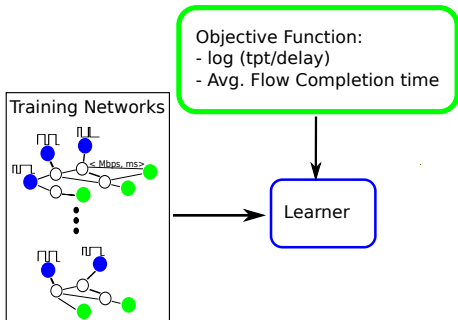 Objective Function:
- log (tpt/delay)
- Avg. Flow Completion time
Training Networks
< Mbps, ms>
Learner